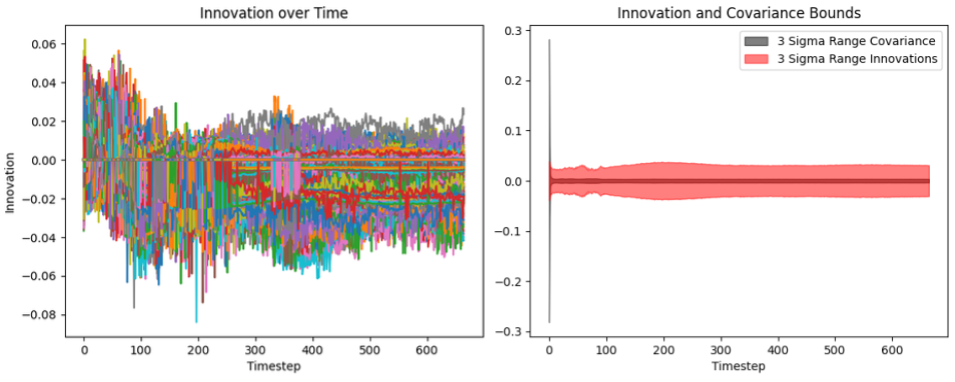 Innovation over Time
0.06
0.04
0.02
0.00
−0.02
−0.04
−0.06
−0.08
Innovation
0 100 200 300 400 500 600
Timestep
Innovation and Covariance Bounds
3 Sigma Range Covariance
3 Sigma Range Innovations
0.3
0.2
0.1
0.0
−0.1
−0.2
−0.3
0 100 200 300 400 500 600
Timestep